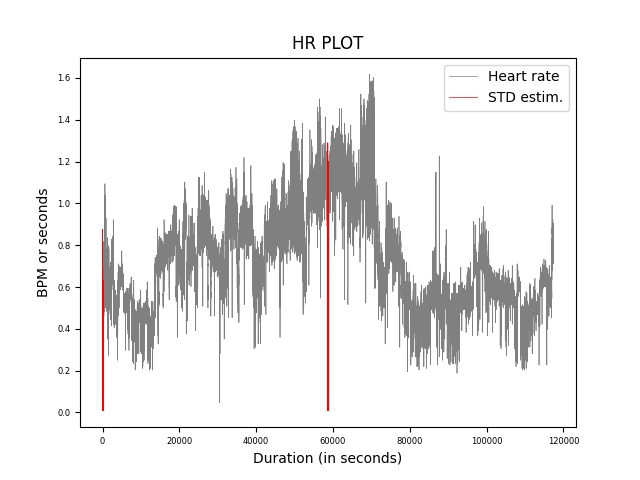 HR PLOT
Heart rate
STD estim.
BPM or seconds
1.6
1.4
1.2
1.0
0.8
0.6
0.4
0.2
0.0
0 20000 40000 60000 80000 100000 120000
Duration (in seconds)